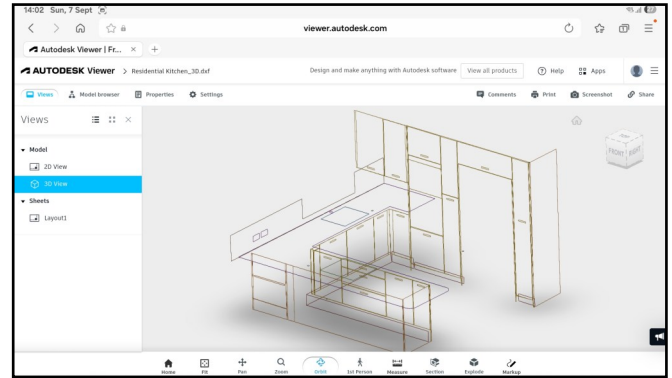 14:02 Sun, 7 Sept
viewer.autodesk.com
Autodesk Viewer | Fr...
AUTODESK Viewer > Residential Kitchen_3D.dxf
Design and make anything with Autodesk software View all products Help Apps
Views Model browser Properties Settings Comments Print Screenshot Share
Views
Model
2D View
3D View
Sheets
Layout1
FRONT RIGHT
Home Fit Pan Zoom Orbit 1st Person Measure Section Explode Markup